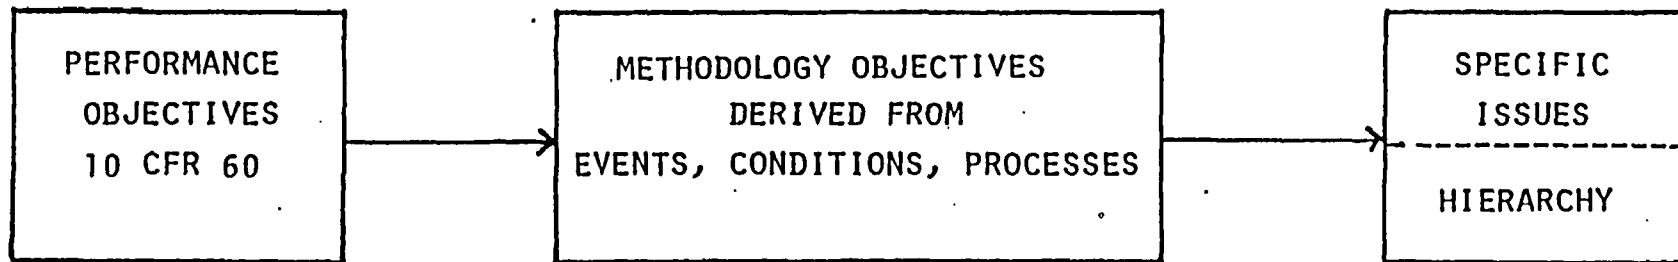 PERFORMANCE
OBJECTIVES
10 CFR 60
METHODOLOGY OBJECTIVES
DERIVED FROM
EVENTS, CONDITIONS, PROCESSES
SPECIFIC
ISSUES
HIERARCHY